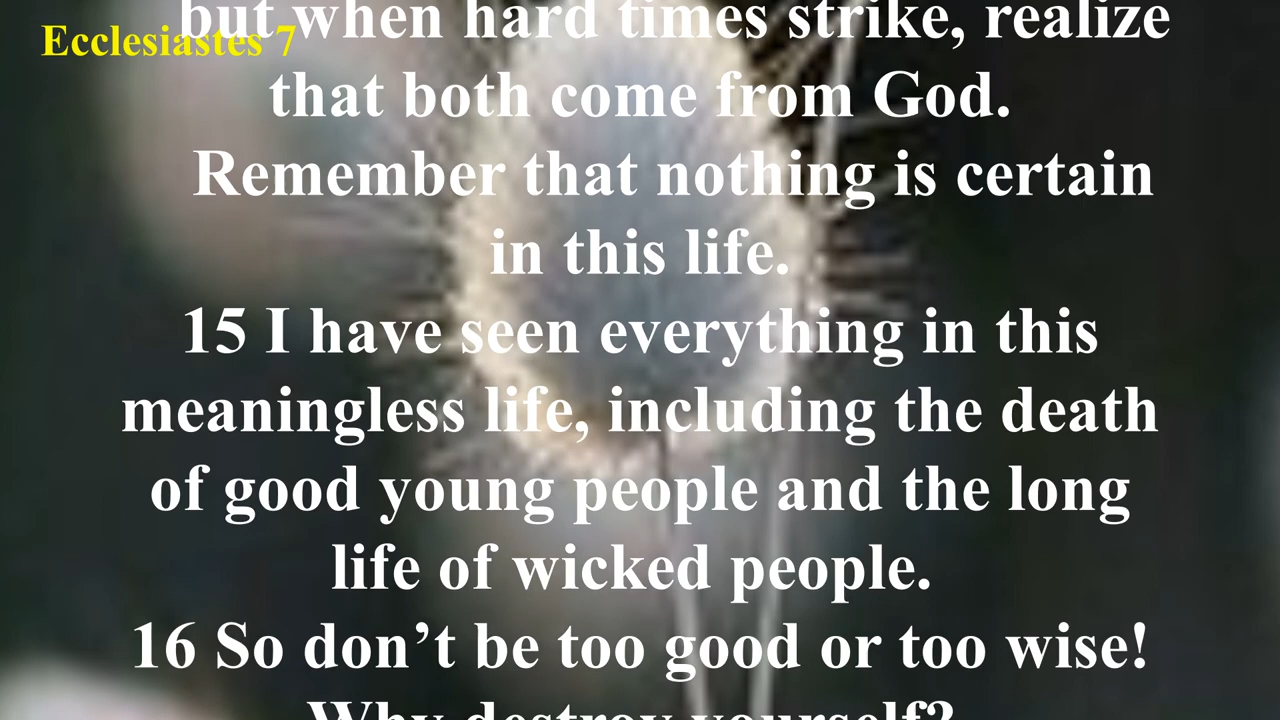 Ecclesiastes 7
but when hard times strike, realize
that both come from God.
Remember that nothing is certain
in this life.
15 I have seen everything in this
meaningless life, including the death
of good young people and the long
life of wicked people.
16 So don’t be too good or too wise!
Why destroy yourself?